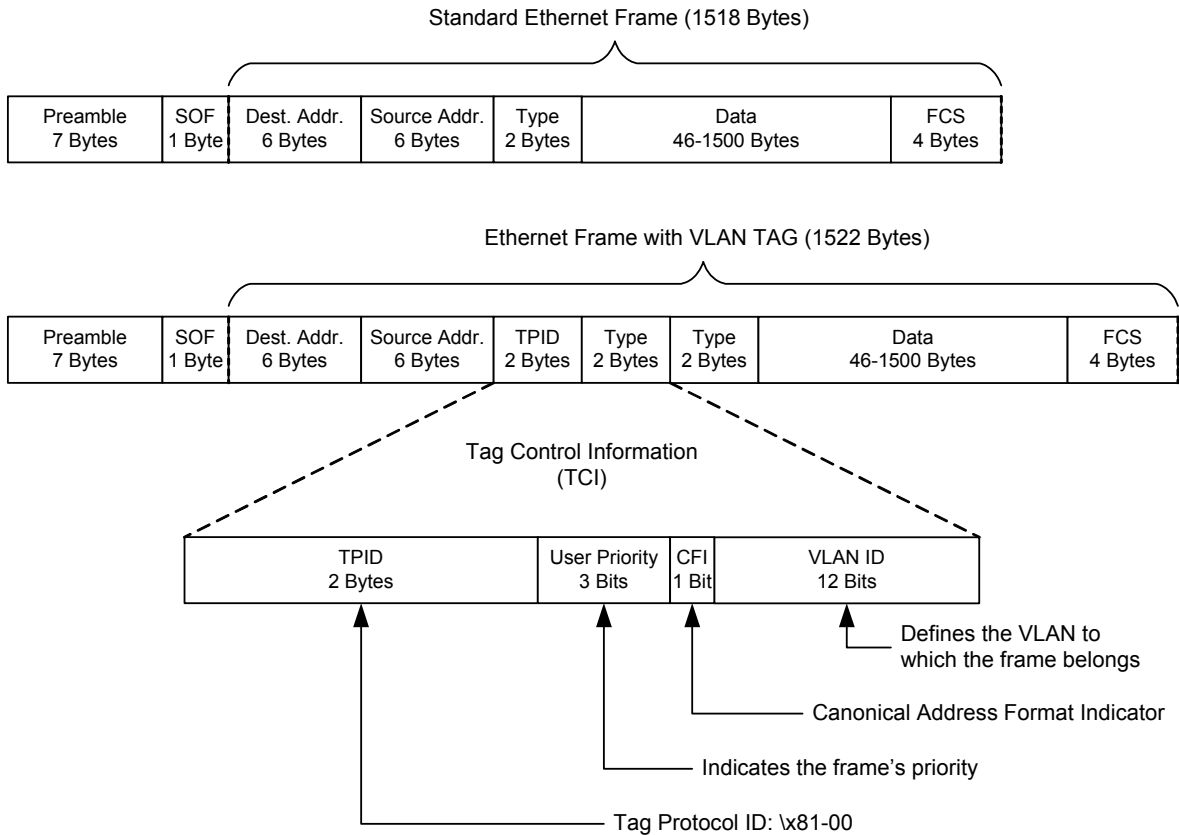 Standard Ethernet Frame (1518 Bytes)
Preamble
7 Bytes
SOF
1 Byte
Dest. Addr.
6 Bytes
Source Addr.
6 Bytes
Type
2 Bytes
Data
46-1500 Bytes
FCS
4 Bytes
Ethernet Frame with VLAN TAG (1522 Bytes)
Preamble
7 Bytes
SOF
1 Byte
Dest. Addr.
6 Bytes
Source Addr.
6 Bytes
TPID
2 Bytes
Type
2 Bytes
Type
2 Bytes
Data
46-1500 Bytes
FCS
4 Bytes
Tag Control Information
(TCI)
TPID
2 Bytes
User Priority
3 Bits
CFI
1 Bit
VLAN ID
12 Bits
Defines the VLAN to
which the frame belongs
Canonical Address Format Indicator
Indicates the frame's priority
Tag Protocol ID: \x81-00